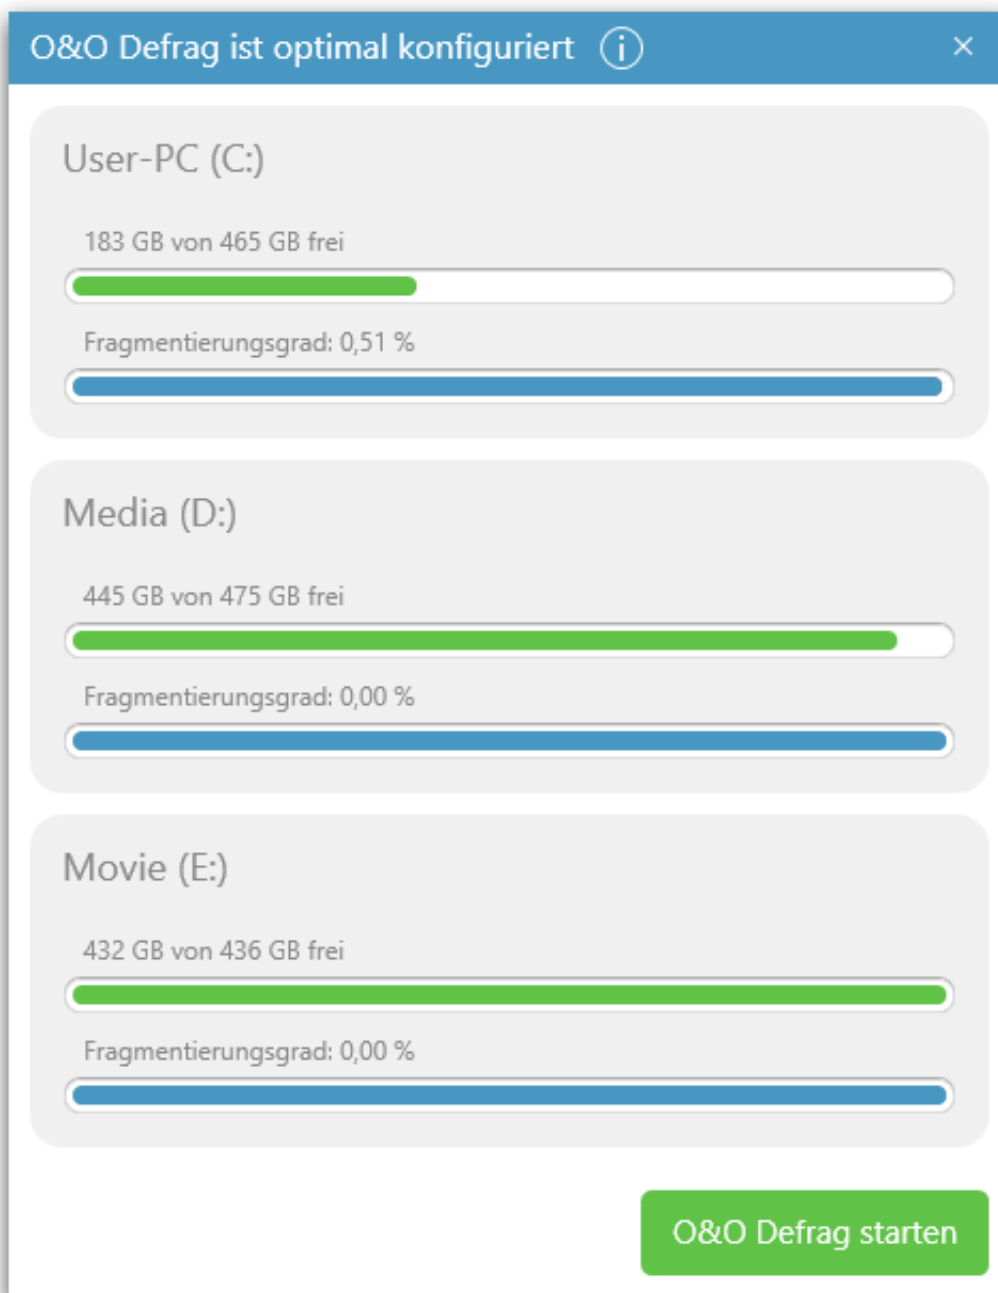 O&O Defrag ist optimal konfiguriert
User-PC (C:)
183 GB von 465 GB frei
Fragmentierungsgrad: 0,51 %
Media (D:)
445 GB von 475 GB frei
Fragmentierungsgrad: 0,00 %
Movie (E:)
432 GB von 436 GB frei
Fragmentierungsgrad: 0,00 %
O&O Defrag starten